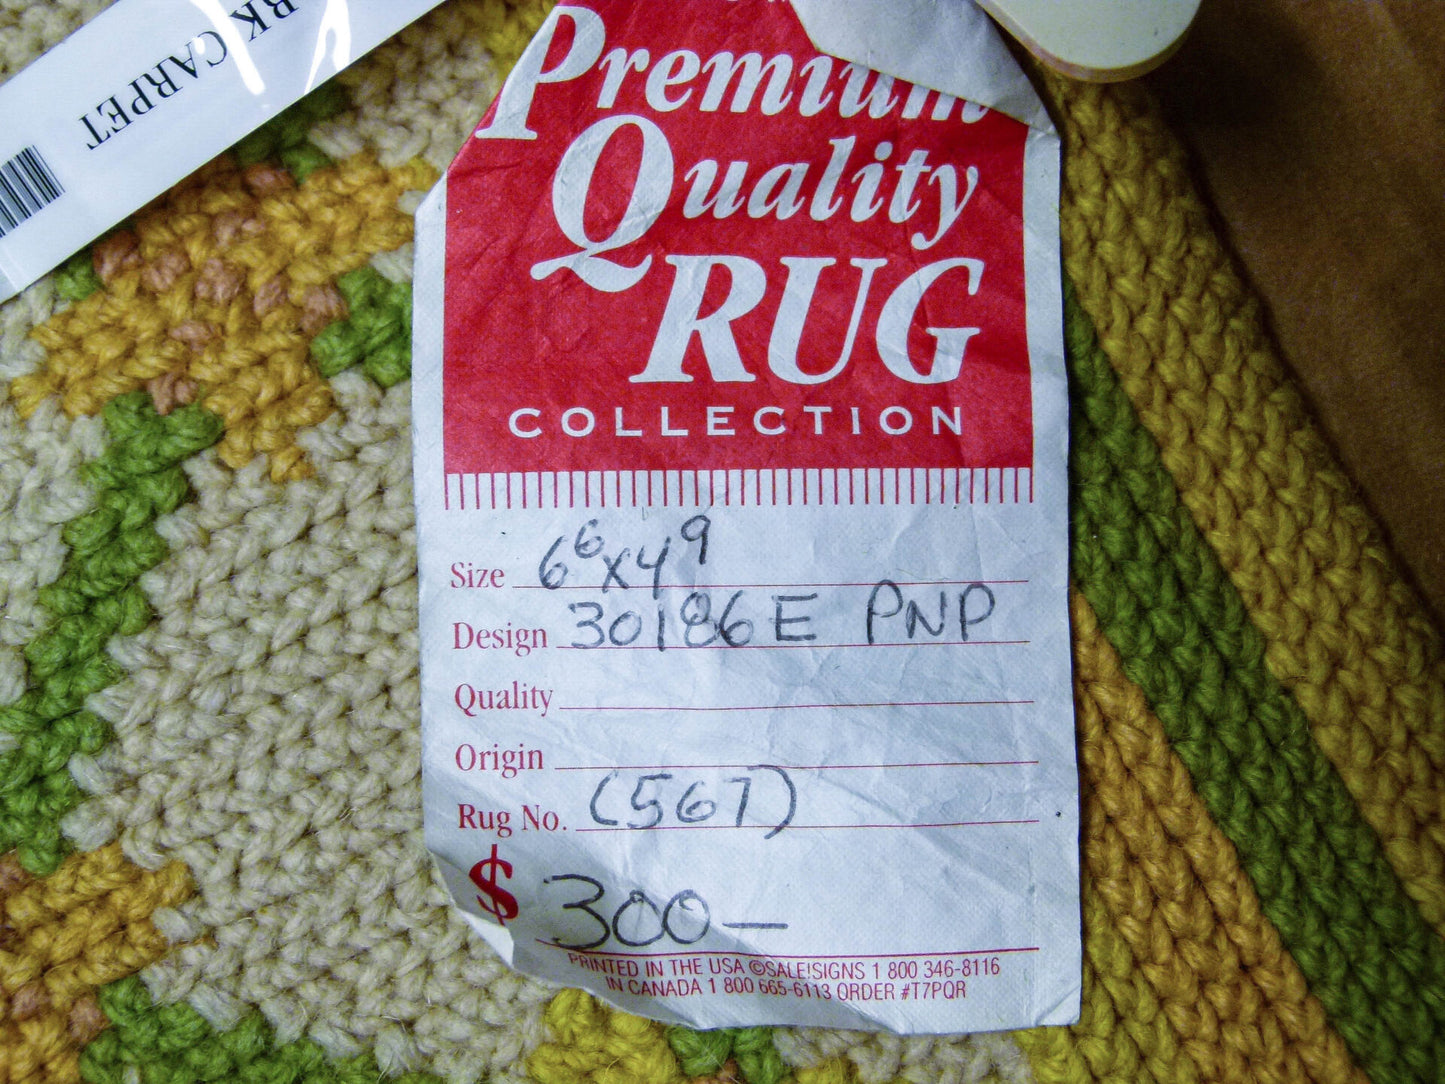 RK CARPET
Premium
Quality
RUG
COLLECTION
Size 6⁶x4⁹
Design 30186E PNP
Quality
Origin
Rug No. (567)
$ 300—
PRINTED IN THE USA ©SALE!SIGNS 1 800 346-8116
IN CANADA 1 800 665-6113 ORDER #T7PQR